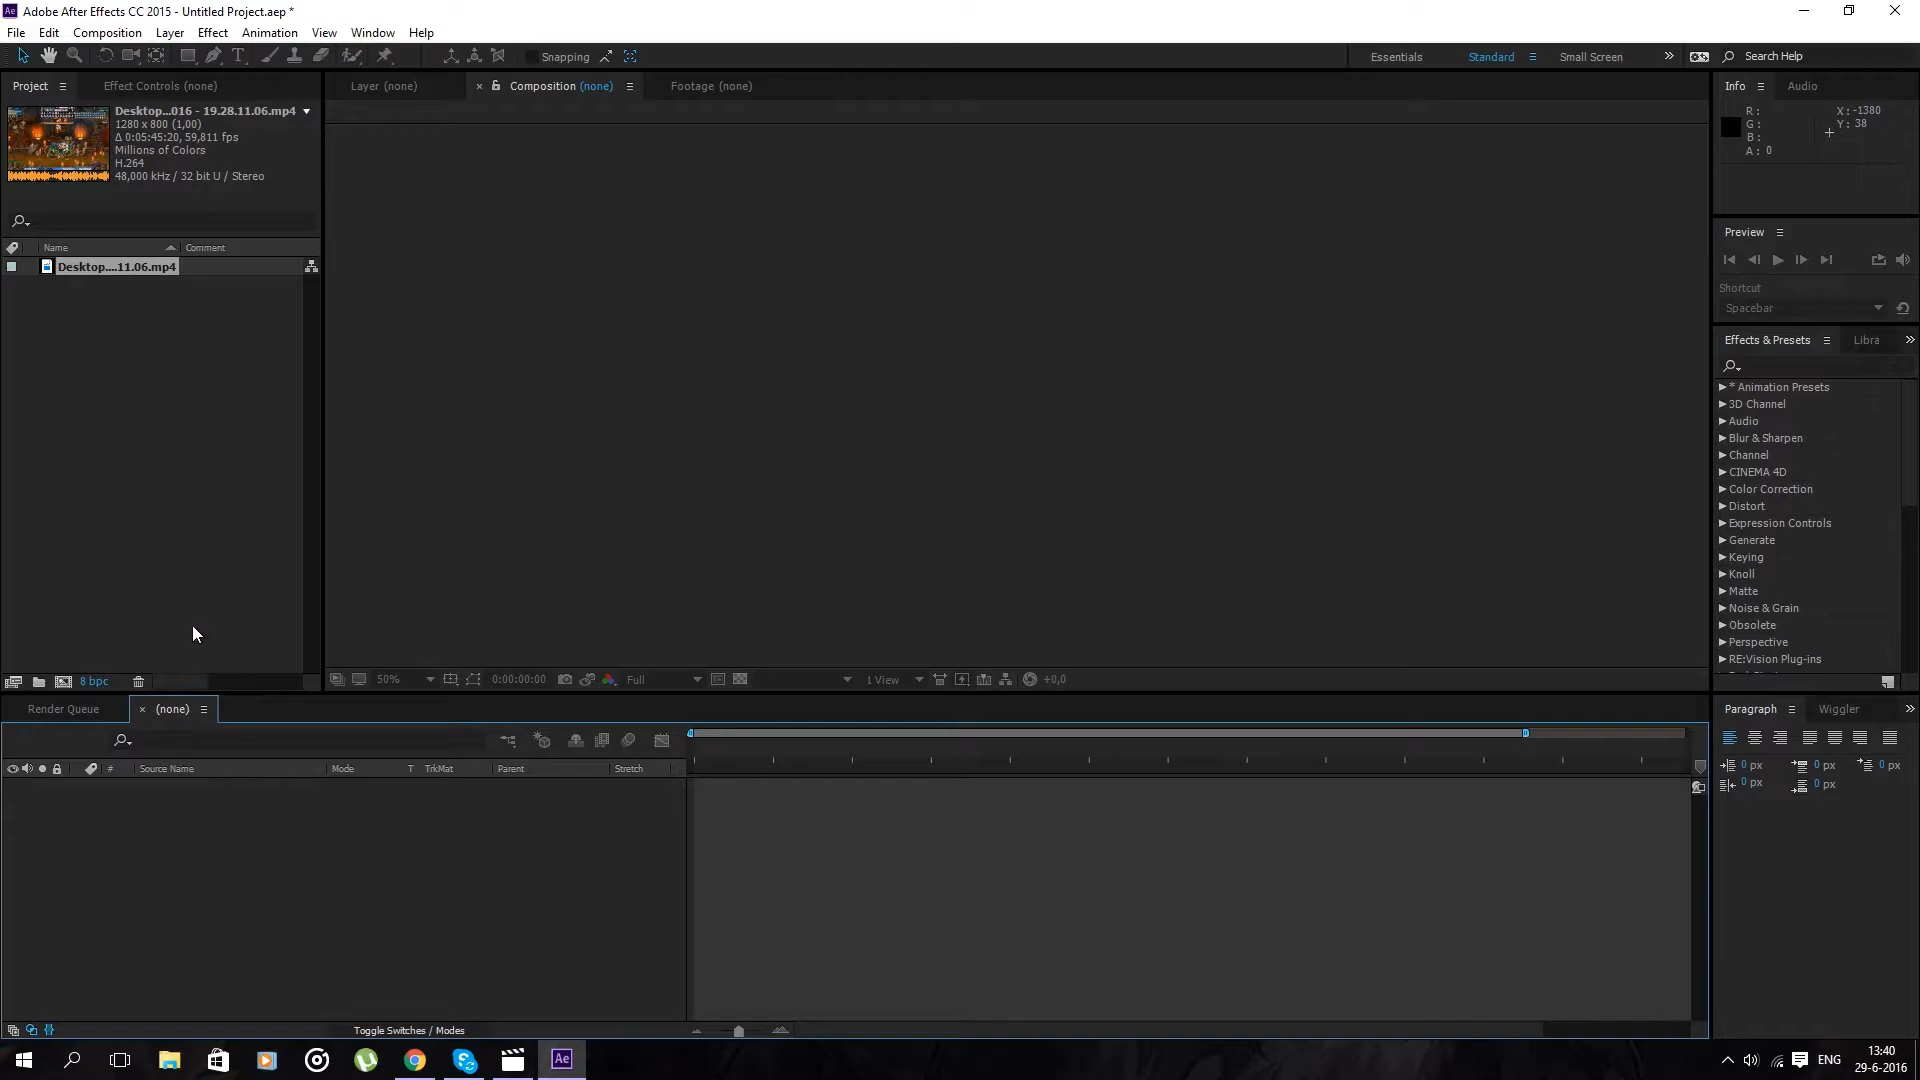 Adobe After Effects CC 2015 - Untitled Project.aep *
File Edit Composition Layer Effect Animation View Window Help
Snapping Essentials Standard Small Screen Search Help
Project Effect Controls (none) Layer (none) Composition (none) Footage (none) Info Audio
Desktop...016 - 19.28.11.06.mp4
1280 x 800 (1,00)
Δ 0:05:45:20, 59,811 fps
Millions of Colors
H.264
48,000 kHz / 32 bit U / Stereo
R: X: -1380
G: Y: 38
B:
A: 0
Preview
Shortcut
Spacebar
Name Comment
Desktop....11.06.mp4
Effects & Presets Libra
* Animation Presets
3D Channel
Audio
Blur & Sharpen
Channel
CINEMA 4D
Color Correction
Distort
Expression Controls
Generate
Keying
Knoll
Matte
Noise & Grain
Obsolete
Perspective
RE:Vision Plug-ins
8 bpc 50% 0:00:00:00 Full 1 View +0,0
Render Queue (none) Paragraph Wiggler
# Source Name Mode T TrkMat Parent Stretch
0 px 0 px 0 px
0 px 0 px
Toggle Switches / Modes
Ae ENG 13:40
29-6-2016